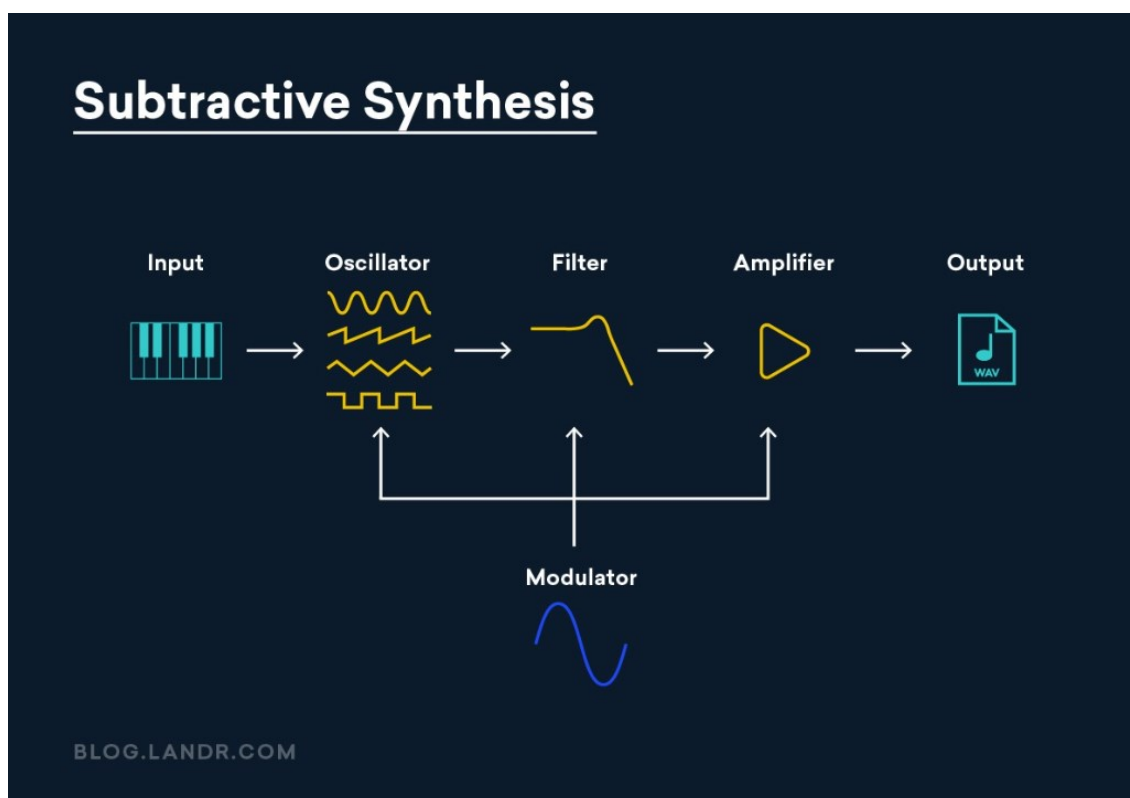 Subtractive Synthesis
Input Oscillator Filter Amplifier Output
WAV
Modulator
BLOG.LANDR.COM